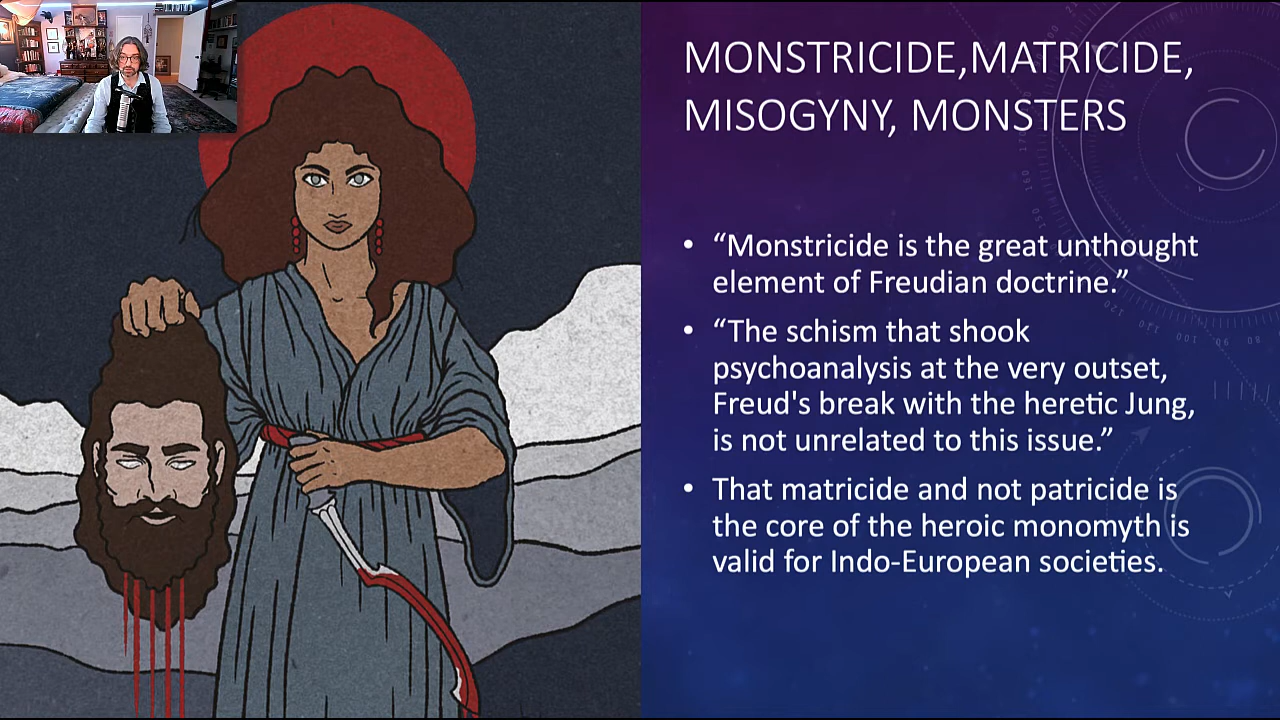 MONSTRICIDE,MATRICIDE,
MISOGYNY, MONSTERS
• “Monstricide is the great unthought
element of Freudian doctrine.”
• “The schism that shook
psychoanalysis at the very outset,
Freud's break with the heretic Jung,
is not unrelated to this issue.”
• That matricide and not patricide is
the core of the heroic monomyth is
valid for Indo-European societies.